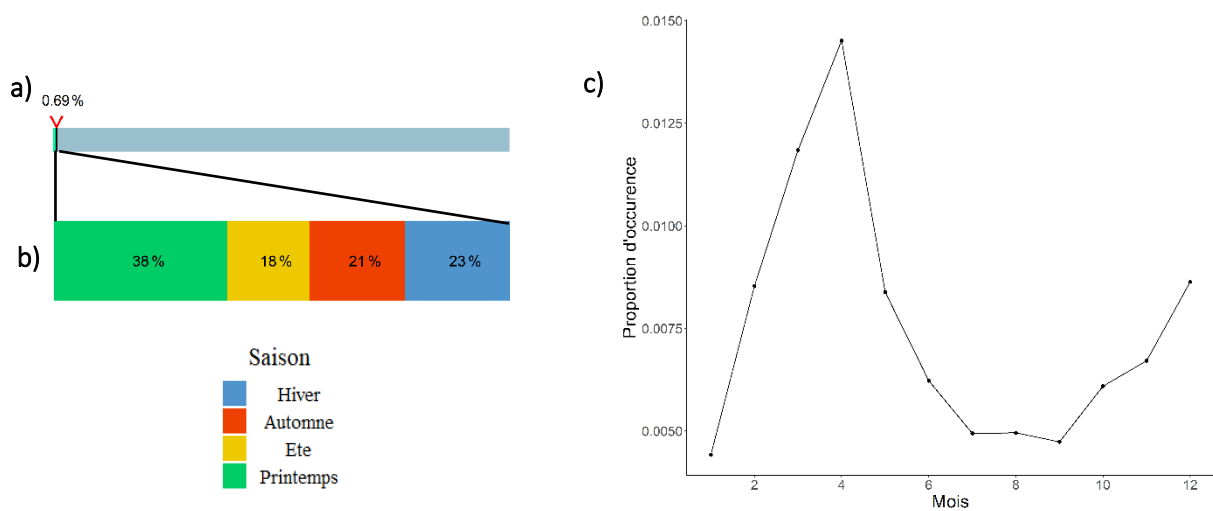 a)
0.69 %
b)
38 %
18 %
21 %
23 %
Saison
Hiver
Automne
Ete
Printemps
c)
Proportion d'occurence
0.0150
0.0125
0.0100
0.0075
0.0050
2
4
6
8
10
12
Mois